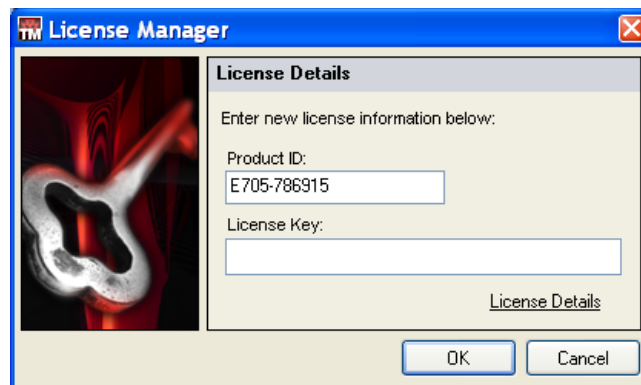 TM License Manager
License Details
Enter new license information below:
Product ID:
E705-786915
License Key:
License Details
OK Cancel